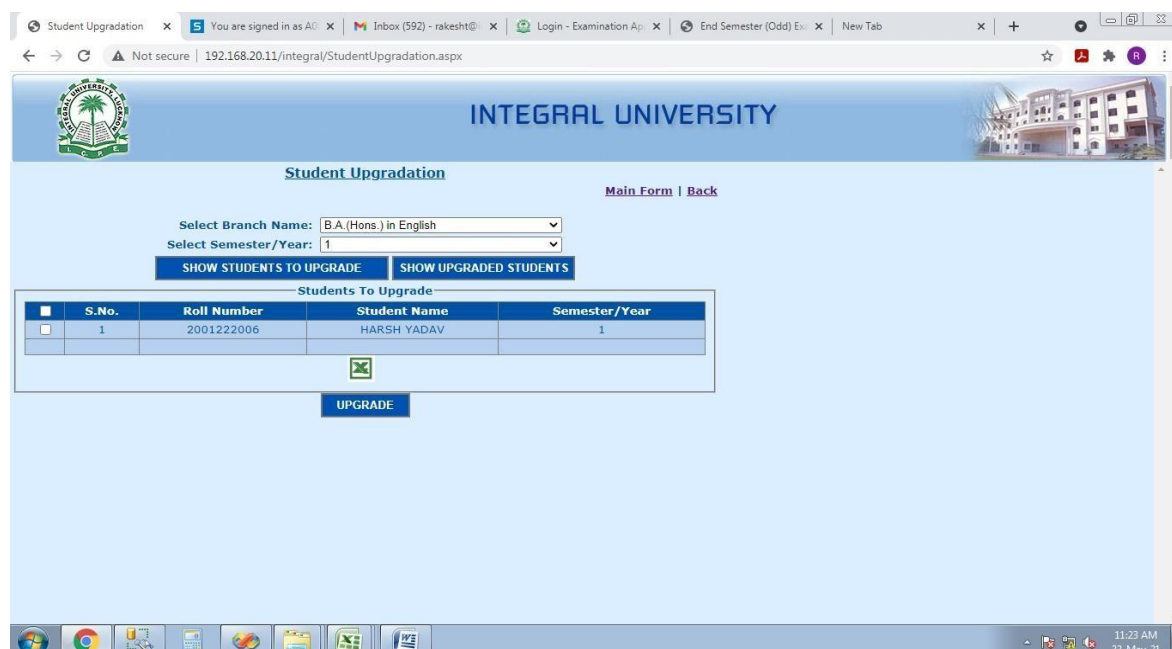 Student Upgradation
You are signed in as A0
Inbox (592) - rakesht@
Login - Examination Ap
End Semester (Odd) Ex
New Tab
Not secure | 192.168.20.11/integral/StudentUpgradation.aspx
R
INTEGRAL UNIVERSITY
Student Upgradation
Main Form | Back
Select Branch Name: B.A.(Hons.) in English
Select Semester/Year: 1
SHOW STUDENTS TO UPGRADE SHOW UPGRADED STUDENTS
Students To Upgrade
S.No. Roll Number Student Name Semester/Year
1 2001222006 HARSH YADAV 1
UPGRADE
11:23 AM